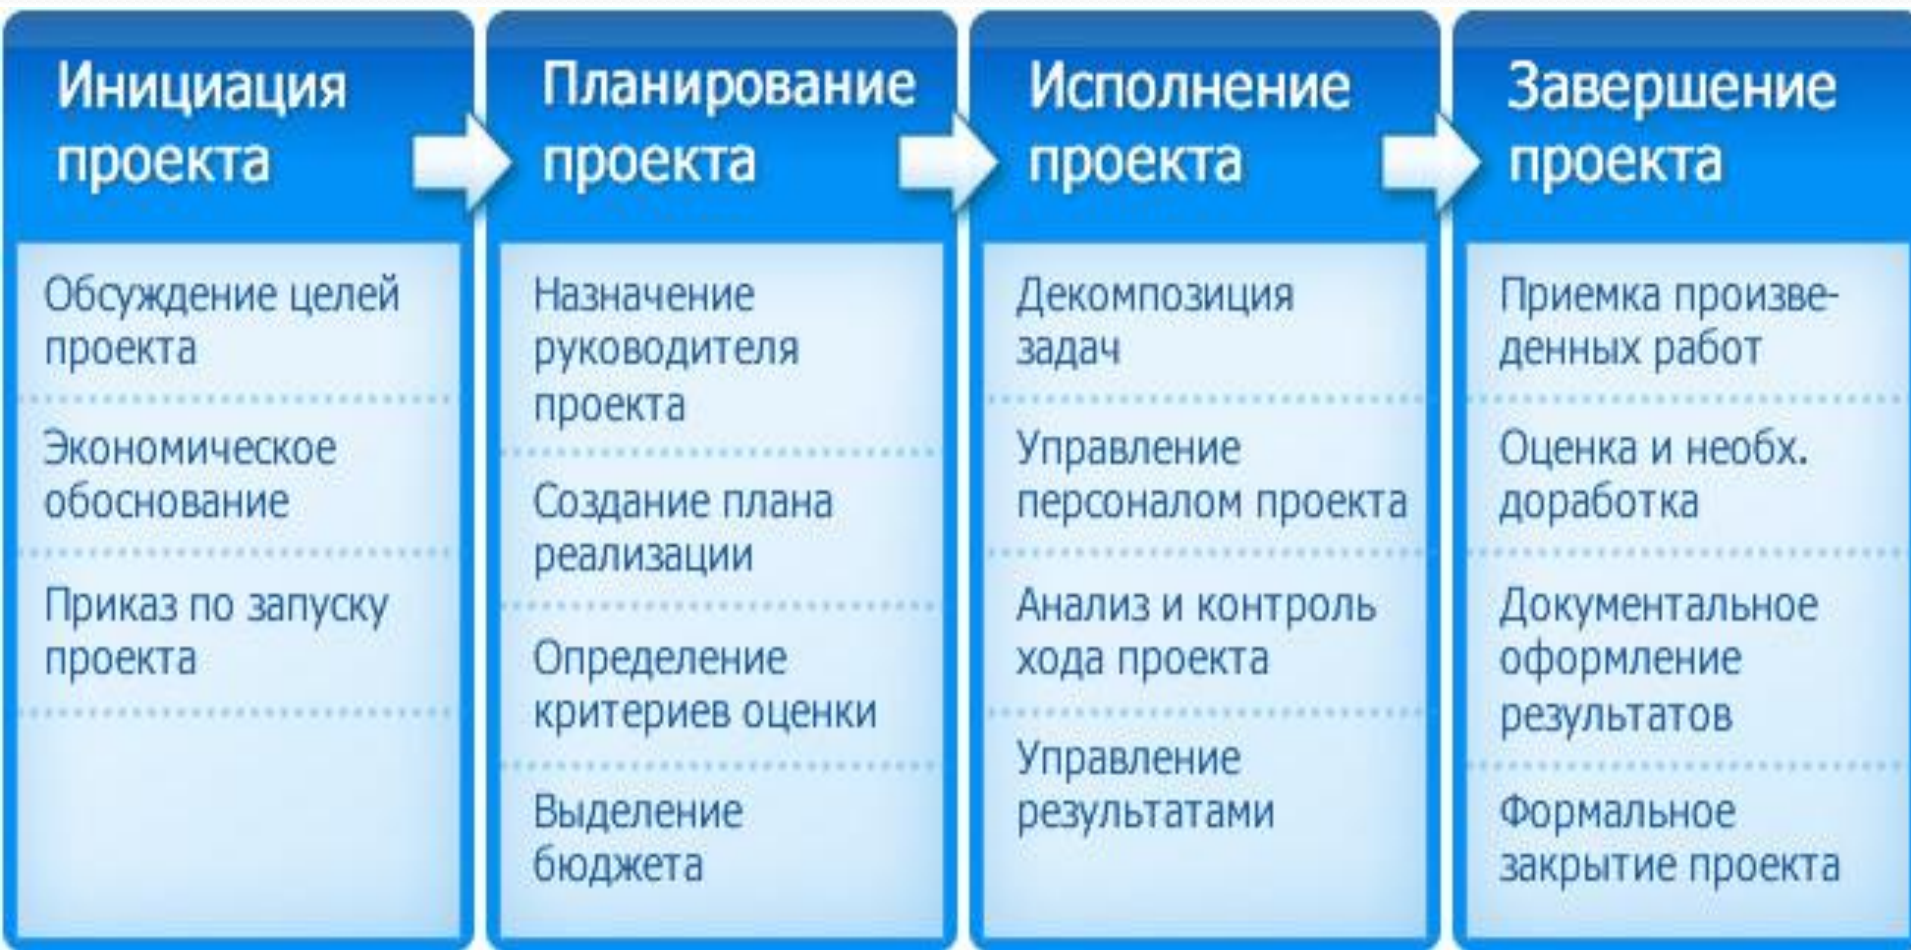 Инициация
проекта
Обсуждение целей
проекта
Экономическое
обоснование
Приказ по запуску
проекта
Планирование
проекта
Назначение
руководителя
проекта
Создание плана
реализации
Определение
критериев оценки
Выделение
бюджета
Исполнение
проекта
Декомпозиция
задач
Управление
персоналом проекта
Анализ и контроль
хода проекта
Управление
результатами
Завершение
проекта
Приемка произве-
денных работ
Оценка и необх.
доработка
Документальное
оформление
результатов
Формальное
закрытие проекта